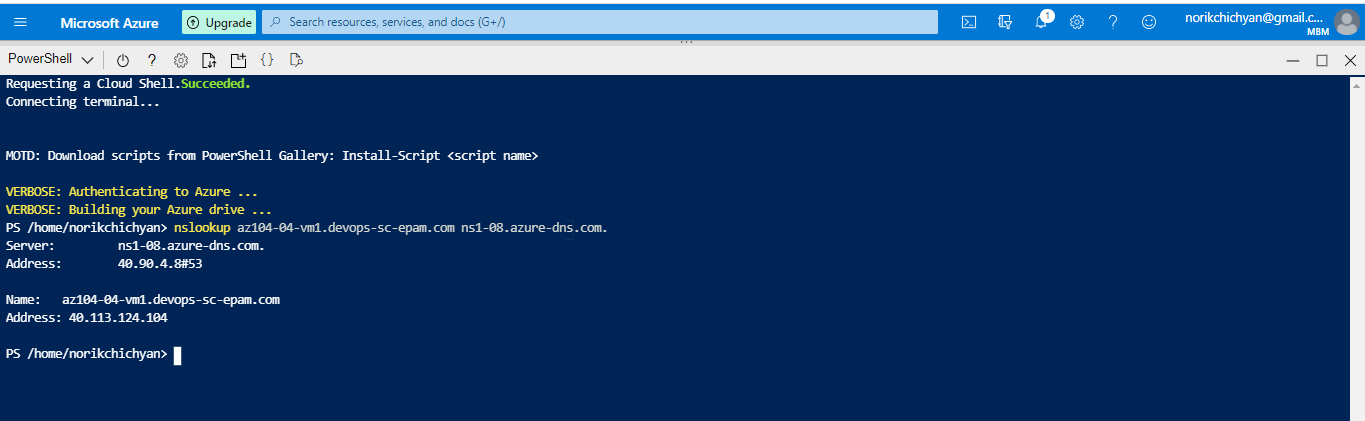 Microsoft Azure
Upgrade
Search resources, services, and docs (G+/)
1
norikchichyan@gmail.c...
MBM
PowerShell
Requesting a Cloud Shell.Succeeded.
Connecting terminal...
MOTD: Download scripts from PowerShell Gallery: Install-Script <script name>
VERBOSE: Authenticating to Azure ...
VERBOSE: Building your Azure drive ...
PS /home/norikchichyan> nslookup az104-04-vm1.devops-sc-epam.com ns1-08.azure-dns.com.
Server: ns1-08.azure-dns.com.
Address: 40.90.4.8#53
Name: az104-04-vm1.devops-sc-epam.com
Address: 40.113.124.104
PS /home/norikchichyan>